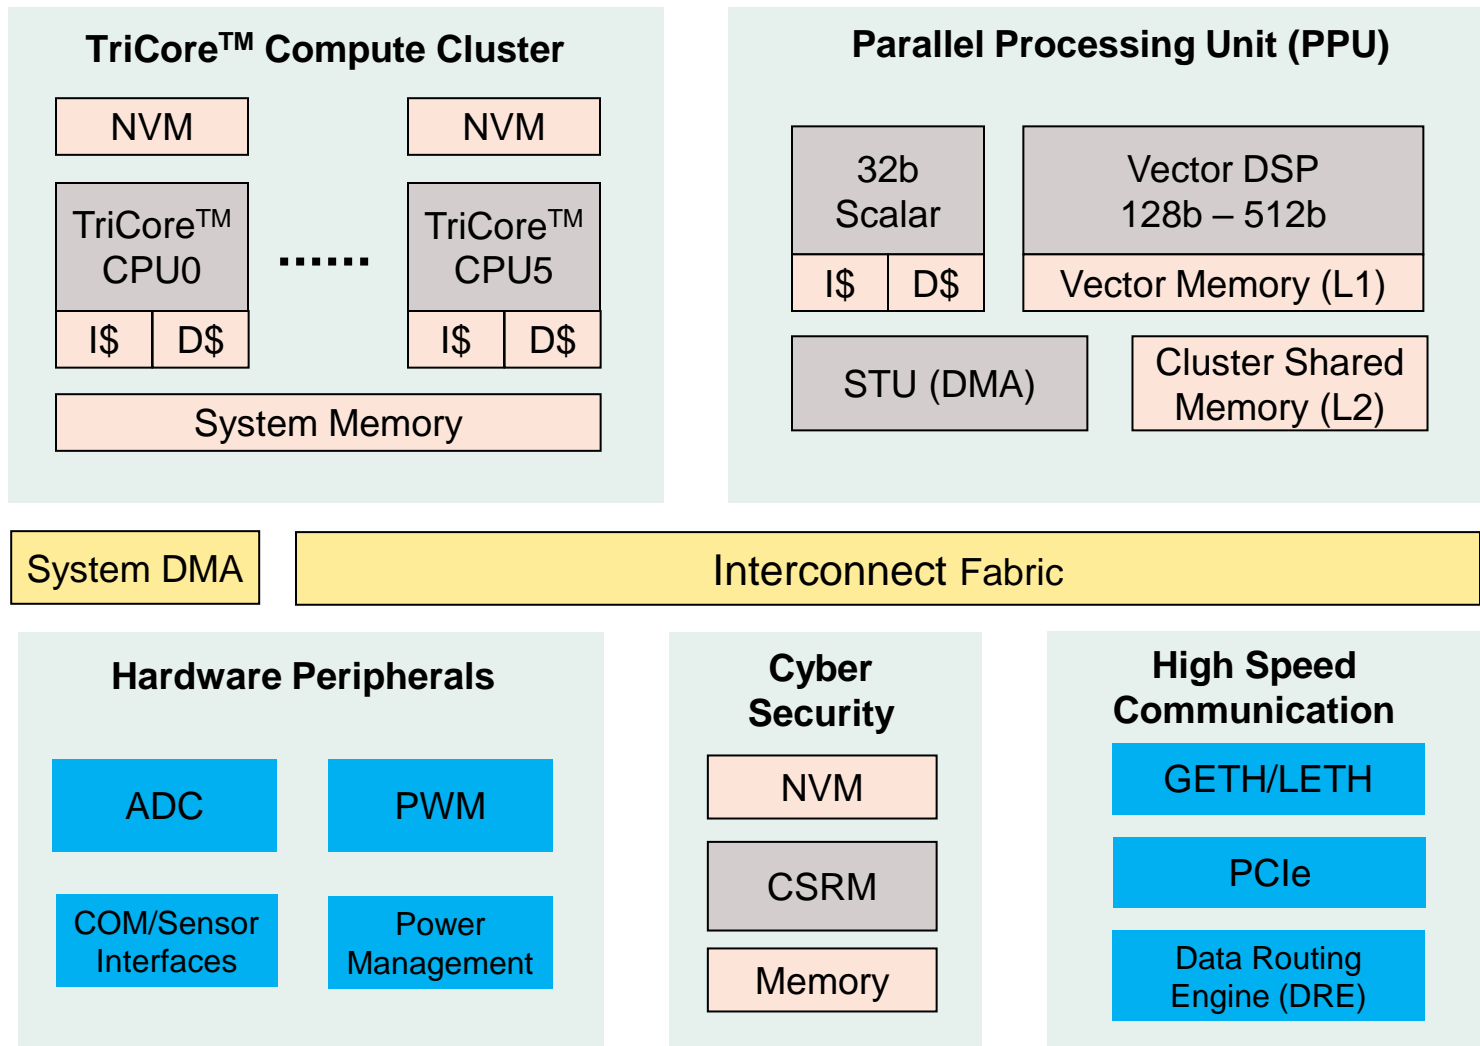 TriCore™ Compute Cluster
NVM
NVM
TriCore™
CPU0
......
TriCore™
CPU5
I$
D$
I$
D$
System Memory
Parallel Processing Unit (PPU)
32b
Scalar
Vector DSP
128b – 512b
I$
D$
Vector Memory (L1)
STU (DMA)
Cluster Shared
Memory (L2)
System DMA
Interconnect Fabric
Hardware Peripherals
ADC
PWM
COM/Sensor
Interfaces
Power
Management
Cyber
Security
NVM
CSRM
Memory
High Speed
Communication
GETH/LETH
PCIe
Data Routing
Engine (DRE)